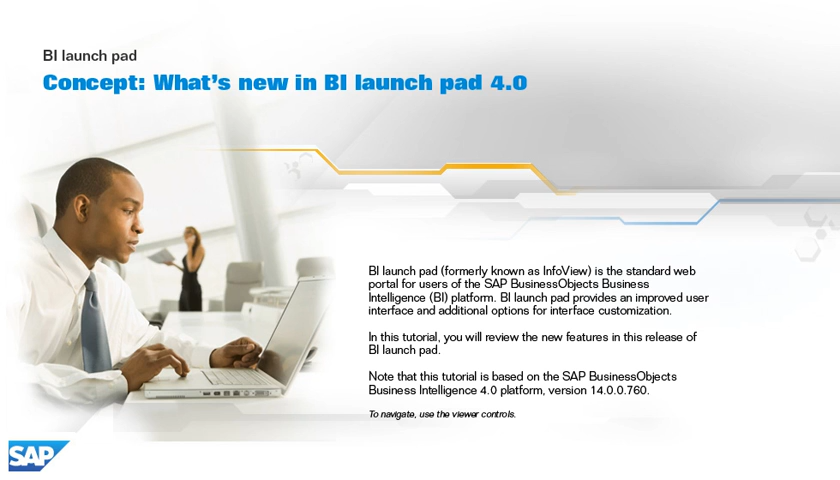 BI launch pad
Concept: What's new in BI launch pad 4.0
BI launch pad (formerly known as InfoView) is the standard web
portal for users of the SAP BusinessObjects Business
Intelligence (BI) platform. BI launch pad provides an improved user
interface and additional options for interface customization.
In this tutorial, you will review the new features in this release of
BI launch pad.
Note that this tutorial is based on the SAP BusinessObjects
Business Intelligence 4.0 platform, version 14.0.0.760.
To navigate, use the viewer controls.
SAP